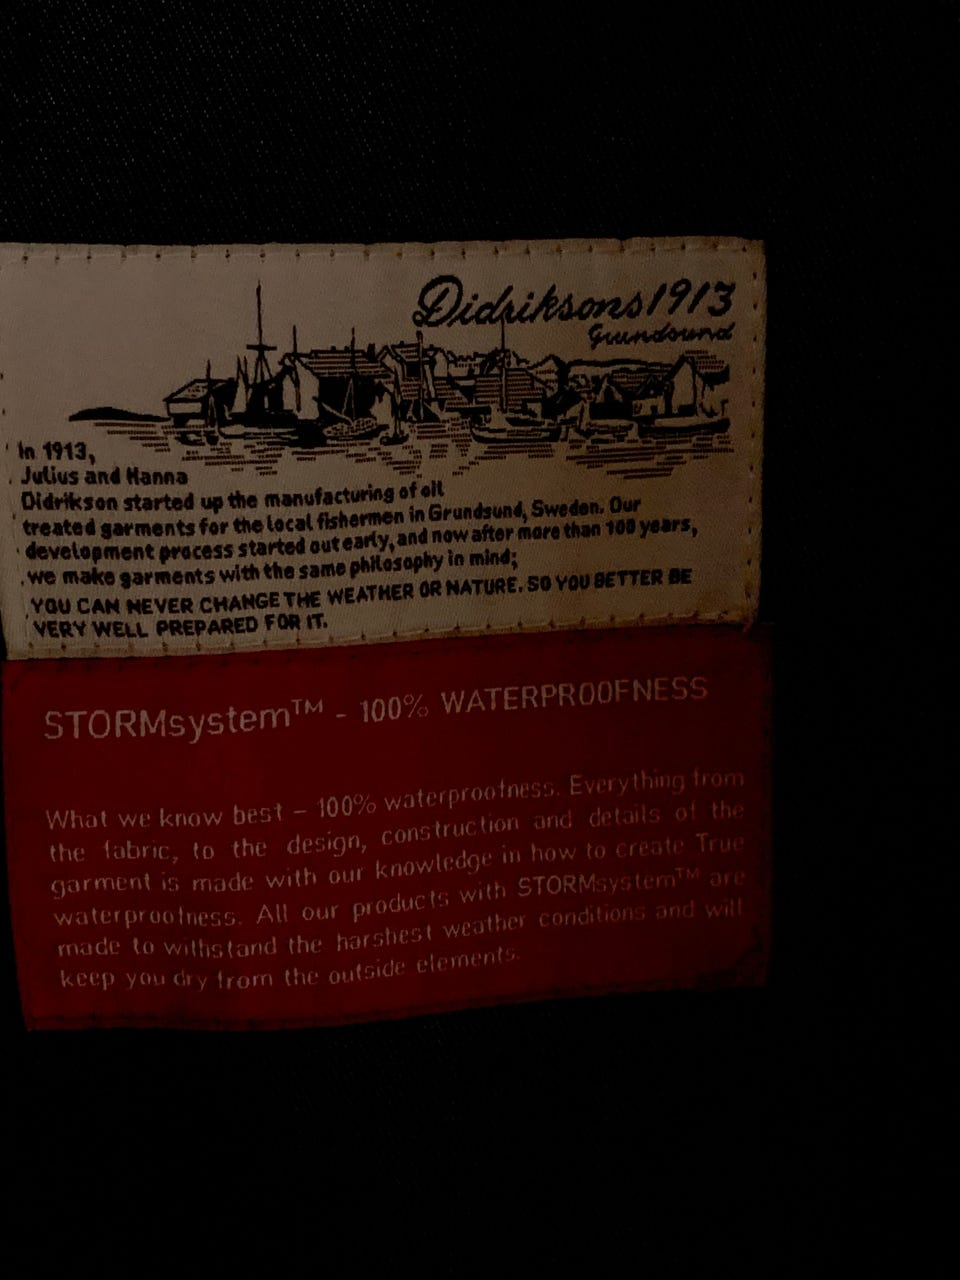 Didriksons1913
Grundsund
In 1913,
Julius and Hanna
Didrikson started up the manufacturing of oil
treated garments for the local fishermen in Grundsund, Sweden. Our
development process started out early, and now after more than 100 years,
we make garments with the same philosophy in mind;
YOU CAN NEVER CHANGE THE WEATHER OR NATURE. SO YOU BETTER BE
VERY WELL PREPARED FOR IT.
STORMsystem™ - 100% WATERPROOFNESS
What we know best – 100% waterproofness. Everything from
the fabric, to the design, construction and details of the
garment is made with our knowledge in how to create True
waterproofness. All our products with STORMsystem™ are
made to withstand the harshest weather conditions and will
keep you dry from the outside elements.